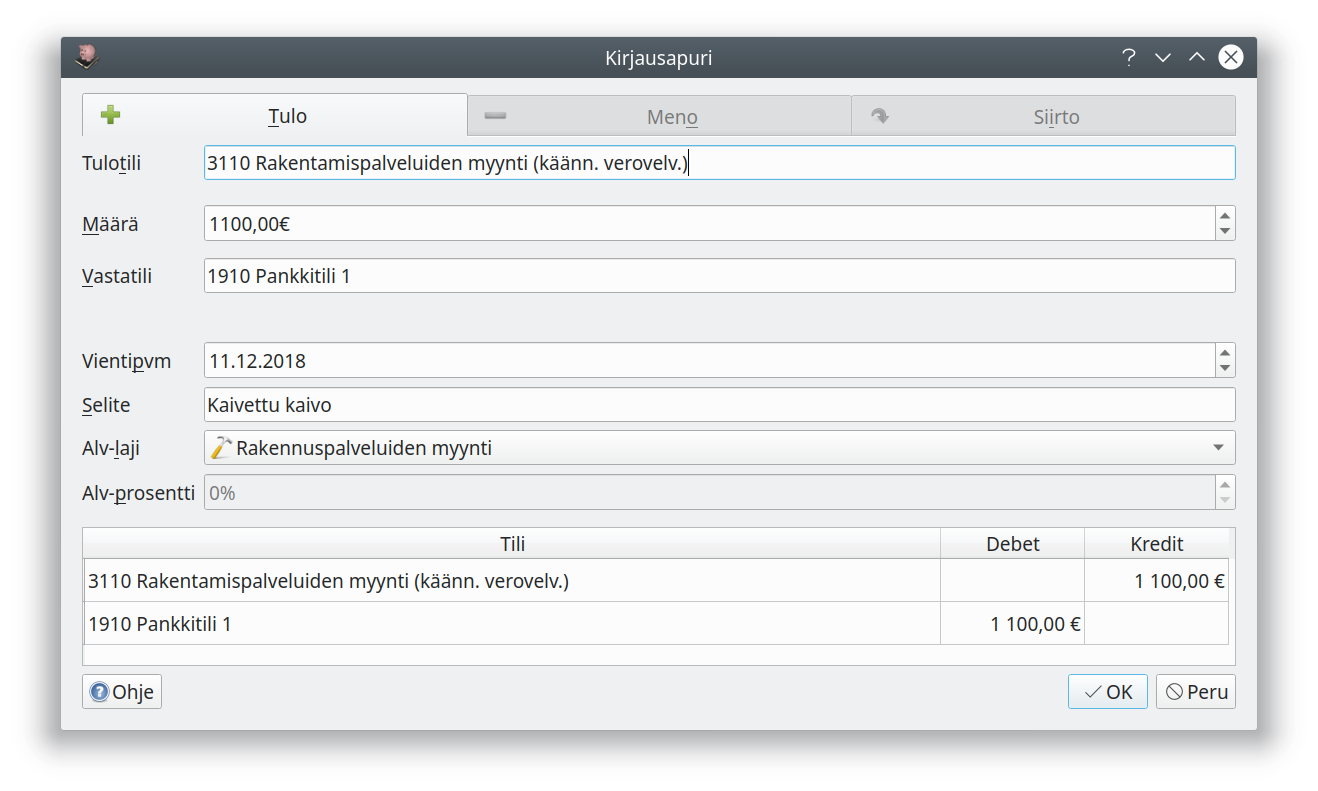 Kirjausapuri
Tulo Meno Siirto
Tulotili 3110 Rakentamispalveluiden myynti (käänn. verovelv.)
Määrä 1100,00€
Vastatili 1910 Pankkitili 1
Vientipvm 11.12.2018
Selite Kaivettu kaivo
Alv-laji Rakennuspalveluiden myynti
Alv-prosentti 0%
Tili Debet Kredit
3110 Rakentamispalveluiden myynti (käänn. verovelv.) 1 100,00 €
1910 Pankkitili 1 1 100,00 €
Ohje OK Peru